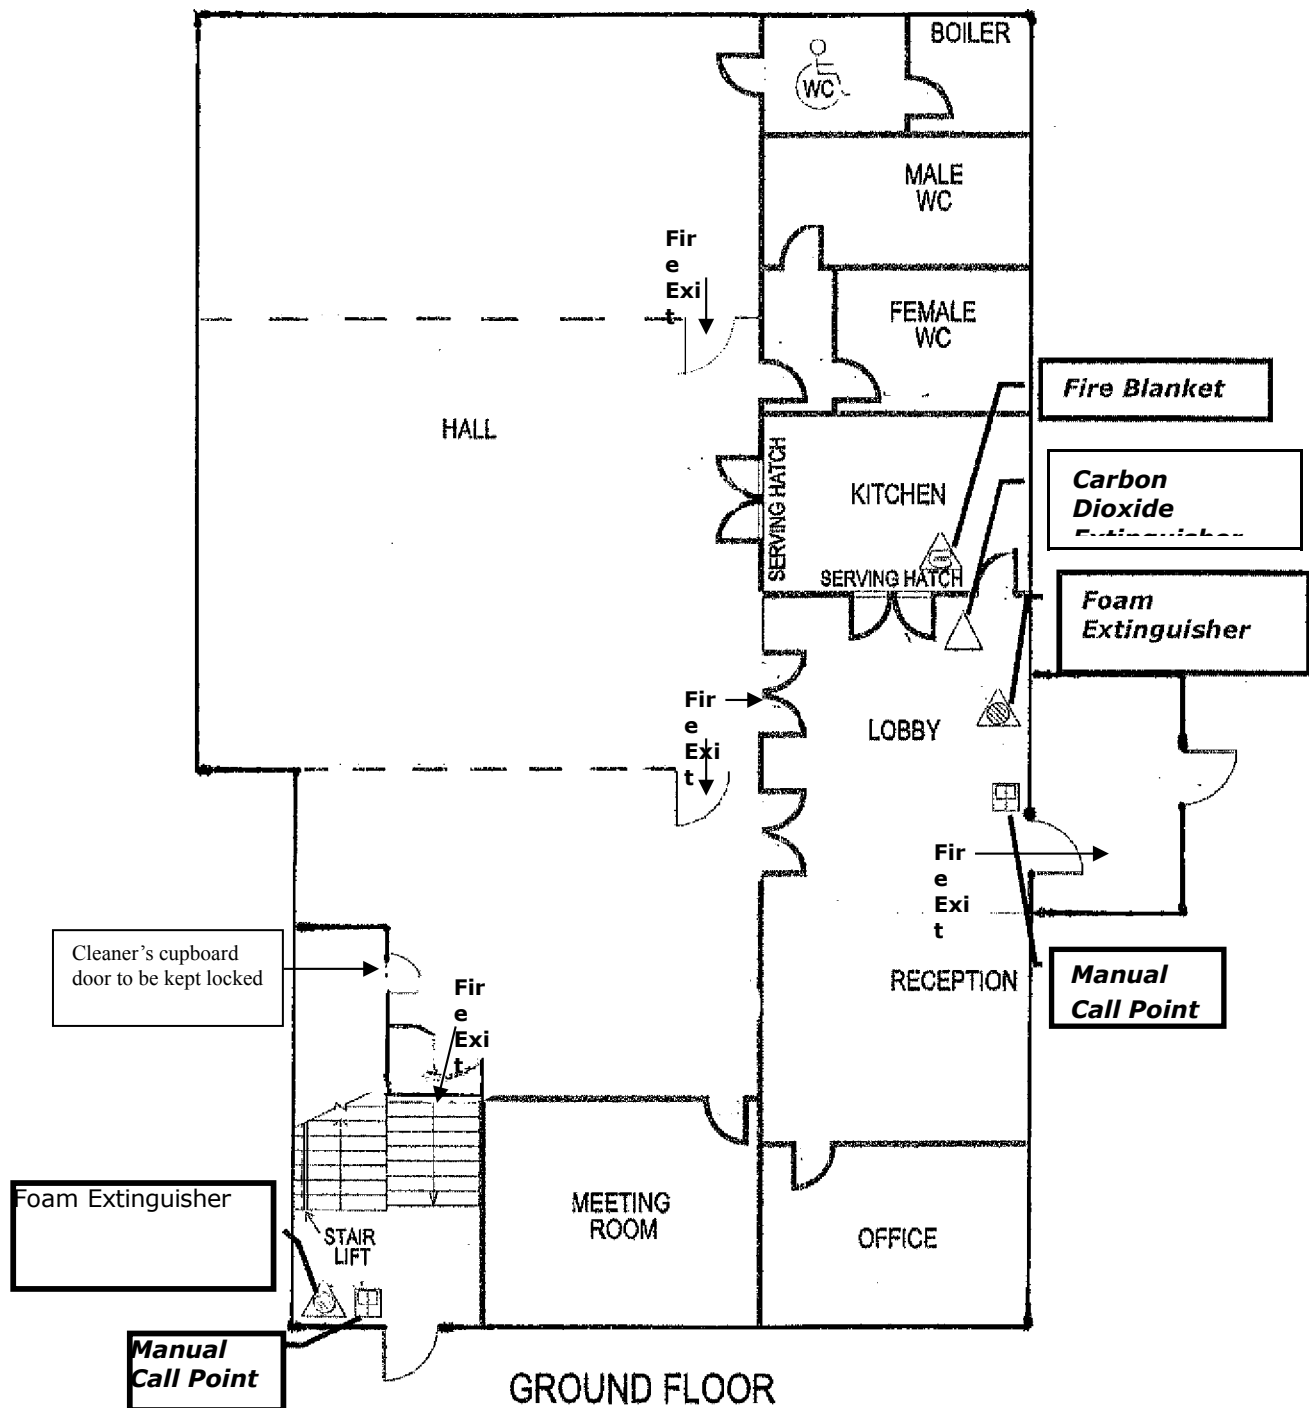 BOILER
WC
MALE
WC
Fir
e
Exi
t
FEMALE
WC
Fire Blanket
HALL
SERVING HATCH
KITCHEN
Carbon
Dioxide
SERVING HATCH
Foam
Extinguisher
Fir
e
Exi
t
LOBBY
Fir
e
Exi
t
Cleaner's cupboard
door to be kept locked
Fir
e
Exi
t
RECEPTION
Manual
Call Point
Foam Extinguisher
STAIR
LIFT
MEETING
ROOM
OFFICE
Manual
Call Point
GROUND FLOOR